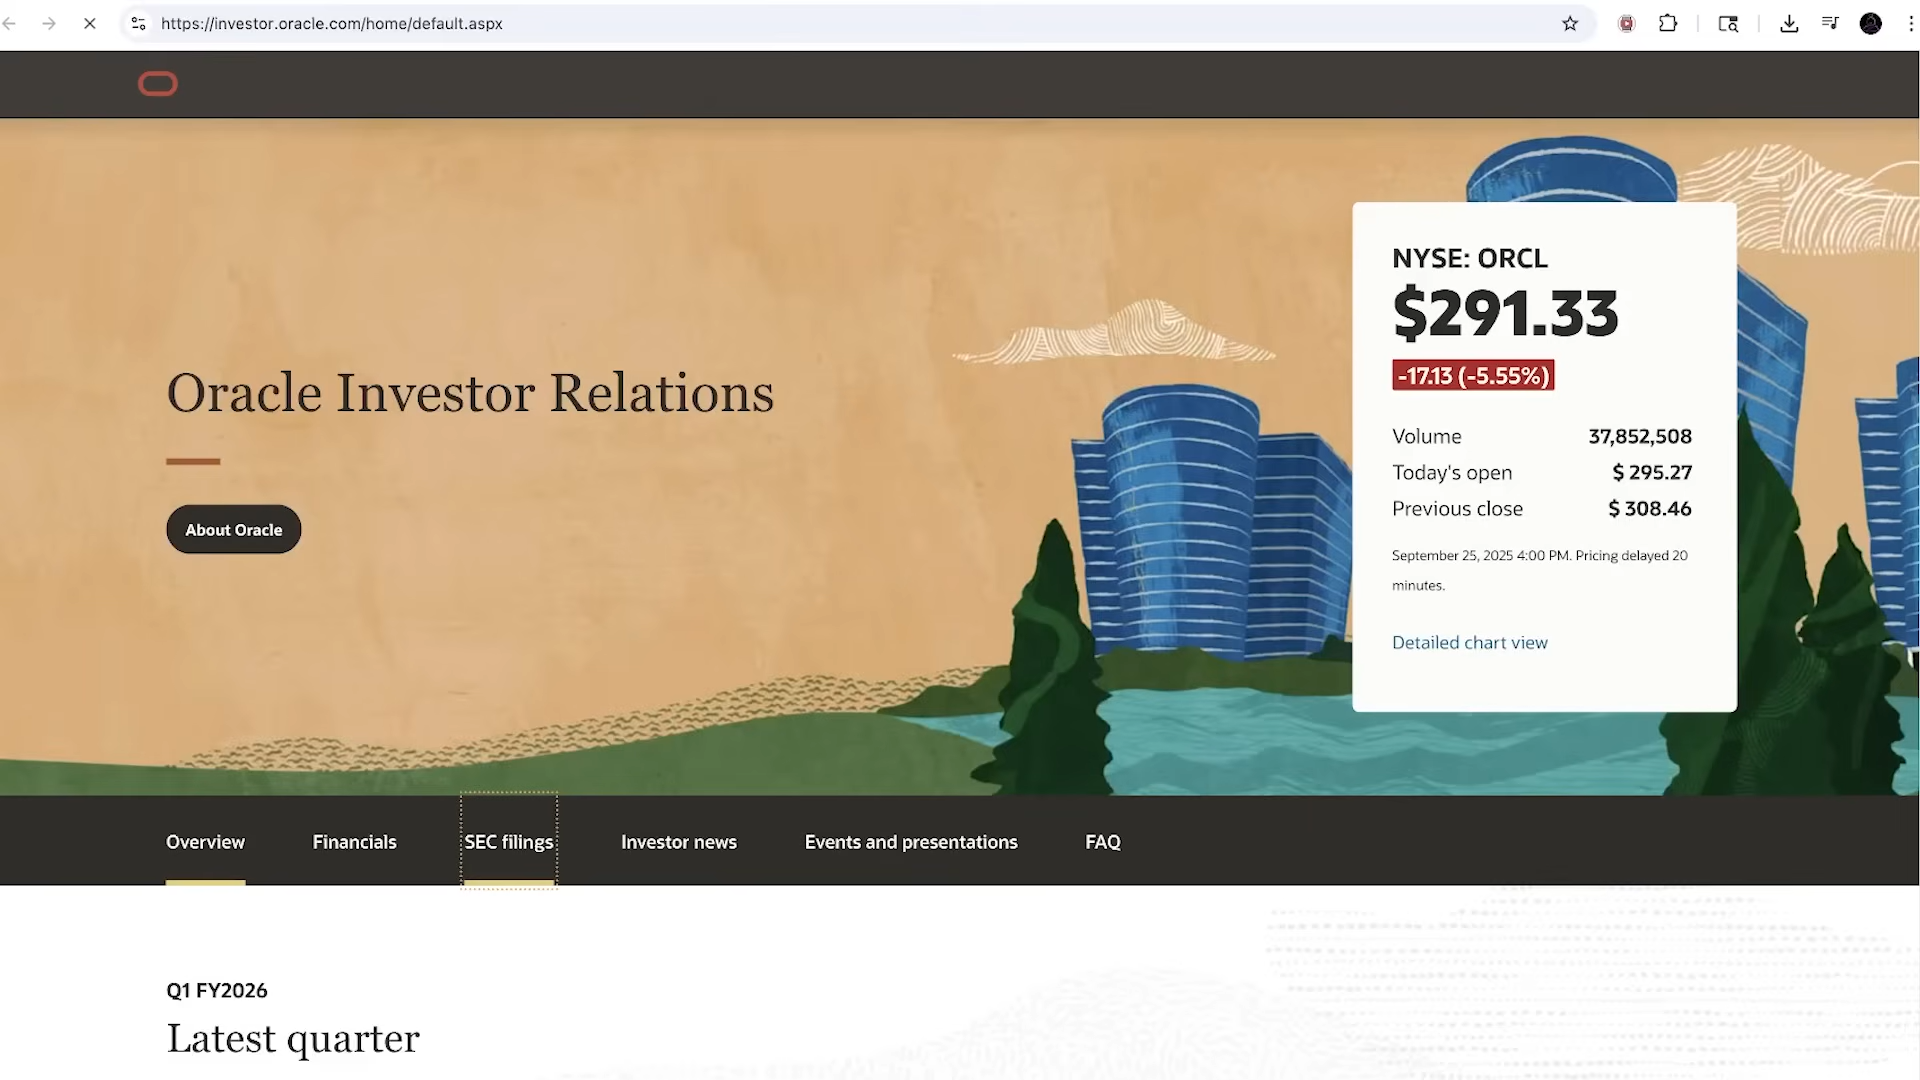 https://investor.oracle.com/home/default.aspx
NYSE: ORCL
$291.33
-17.13 (-5.55%)
Volume 37,852,508
Today's open $ 295.27
Previous close $ 308.46
September 25, 2025 4:00 PM. Pricing delayed 20
minutes.
Detailed chart view
Oracle Investor Relations
About Oracle
Overview Financials SEC filings Investor news Events and presentations FAQ
Q1 FY2026
Latest quarter